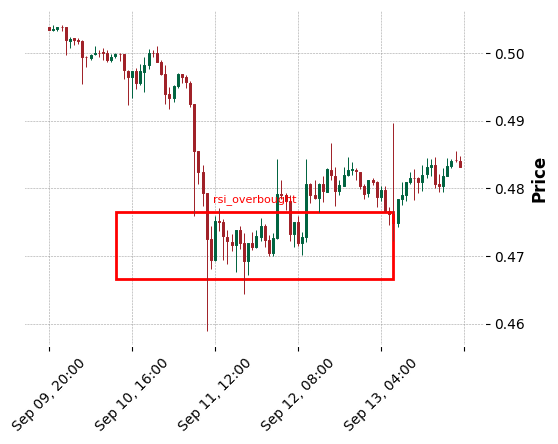 0.50
0.49
0.48
0.47
0.46
Price
rsi_overbought
Sep 09, 20:00
Sep 10, 16:00
Sep 11, 12:00
Sep 12, 08:00
Sep 13, 04:00